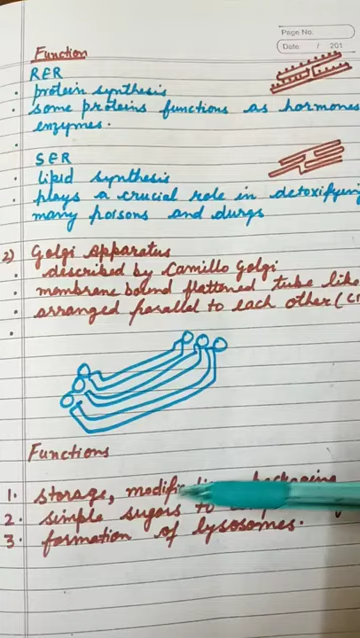 Page No.
Date / 201
Function
RER
• protein synthesis
• some proteins functions as hormones
enzymes.
SER
• lipid synthesis
• plays a crucial role in detoxifying
many poisons and durgs
2) Golgi Apparatus
• described by Camillo Golgi
• membrane bound flattened tube like
• arranged parallel to each other (
Functions
1. storage,
2. simple sugars to
3. formation of lysosomes.